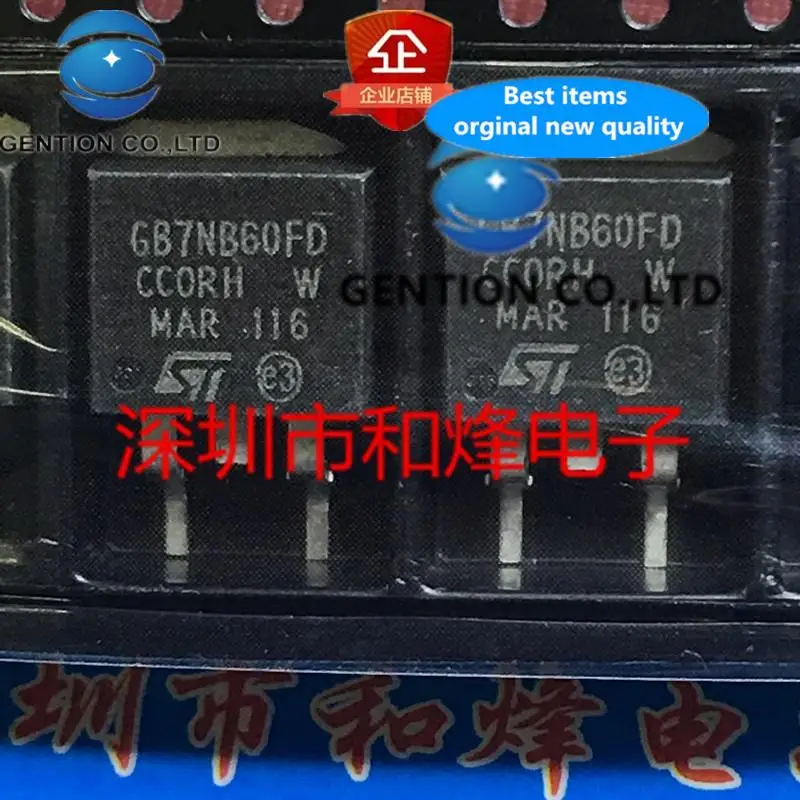 GENTION CO.,LTD
企
企业店铺
Best items
orginal new quality
GB7NB60FD
CCORH W
MAR 116
ST e3
7NB60FD
CCORH W
GENTION CO.,LTD
MAR 116
ST e3
深圳市和烽电子
圳市和烽电